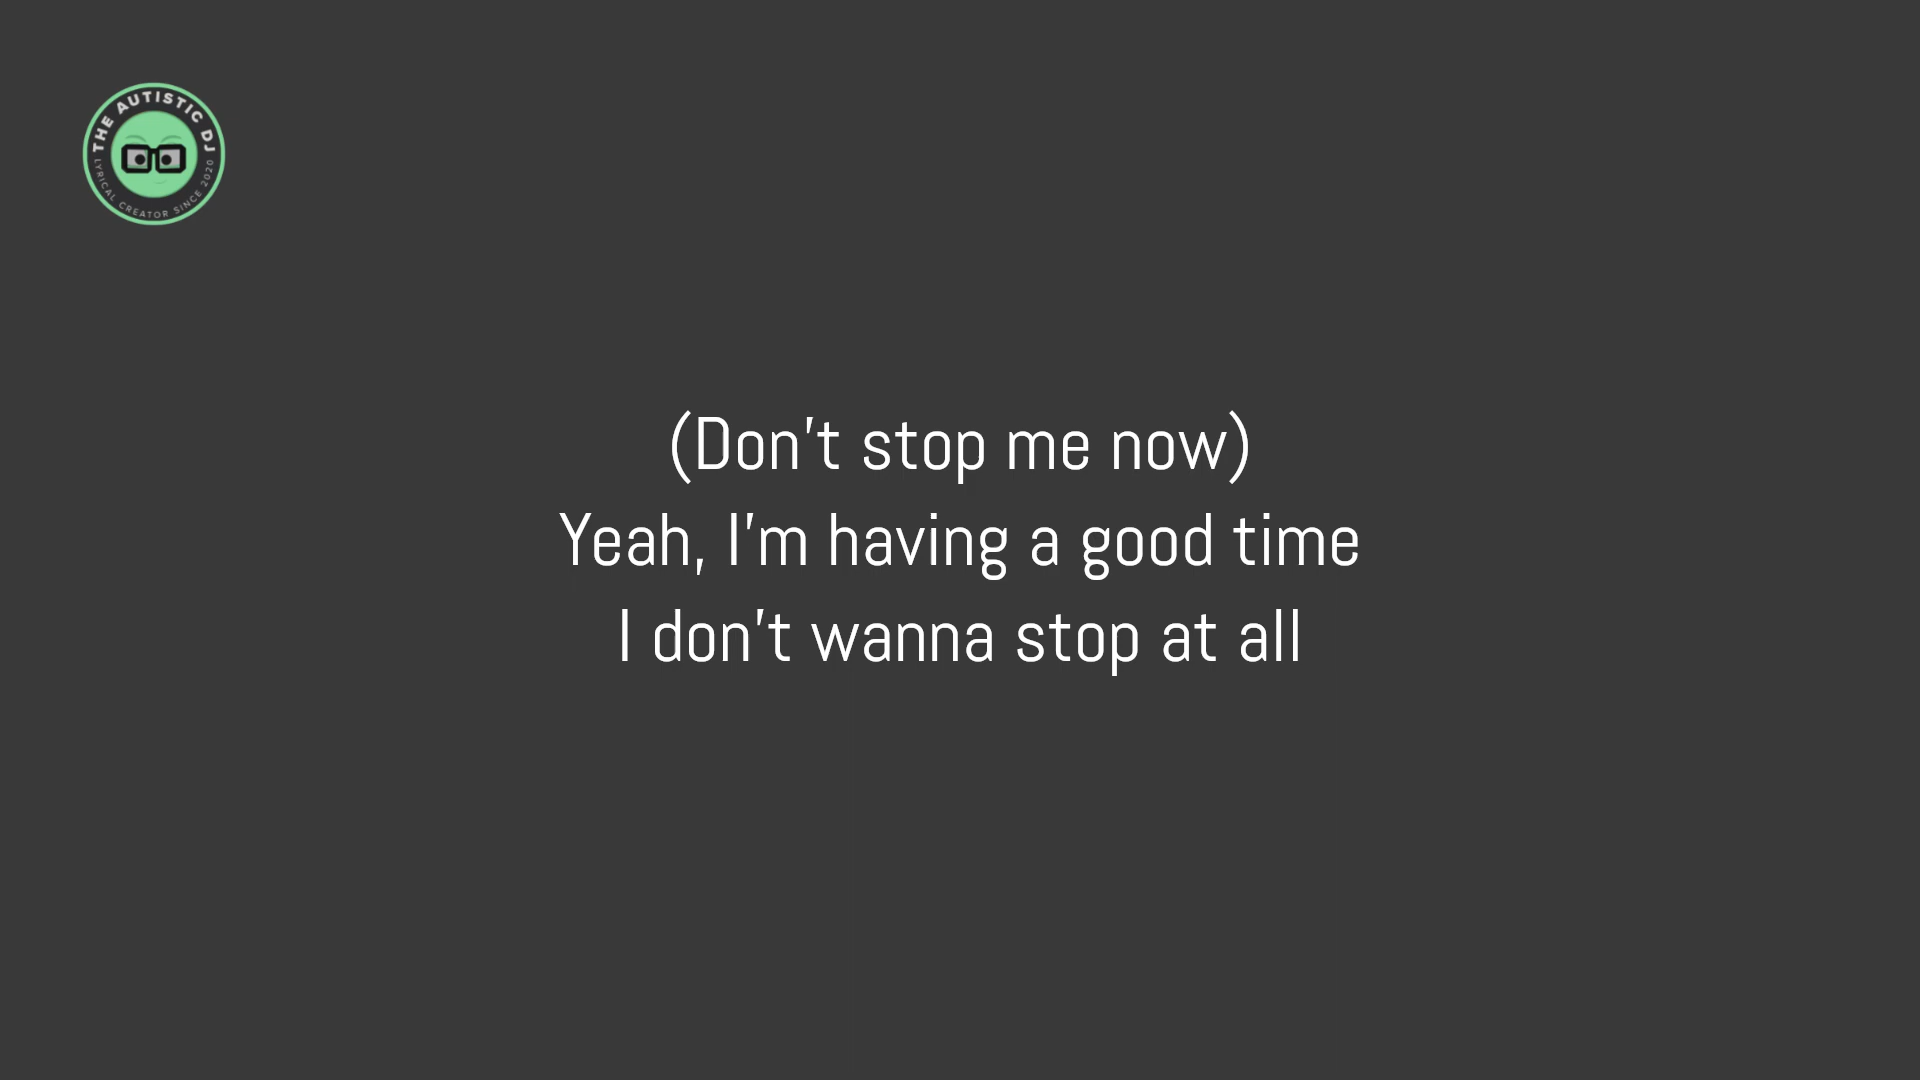 THE AUTISTIC DJ
LYRICAL CREATOR SINCE 2020
(Don't stop me now)
Yeah, I'm having a good time
I don't wanna stop at all